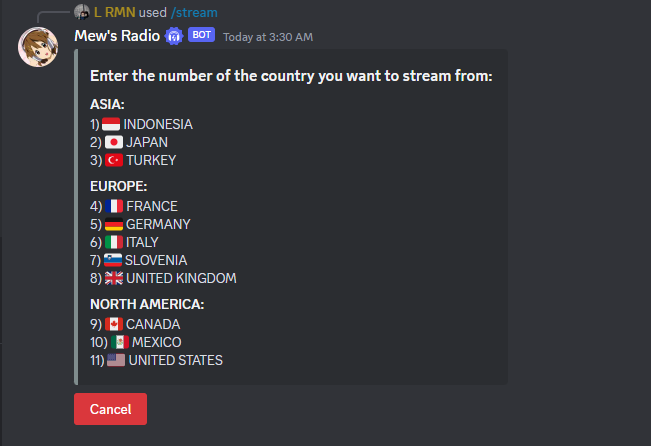 L RMN used /stream
Mew's Radio BOT Today at 3:30 AM
Enter the number of the country you want to stream from:
ASIA:
1) INDONESIA
2) JAPAN
3) TURKEY
EUROPE:
4) FRANCE
5) GERMANY
6) ITALY
7) SLOVENIA
8) UNITED KINGDOM
NORTH AMERICA:
9) CANADA
10) MEXICO
11) UNITED STATES
Cancel